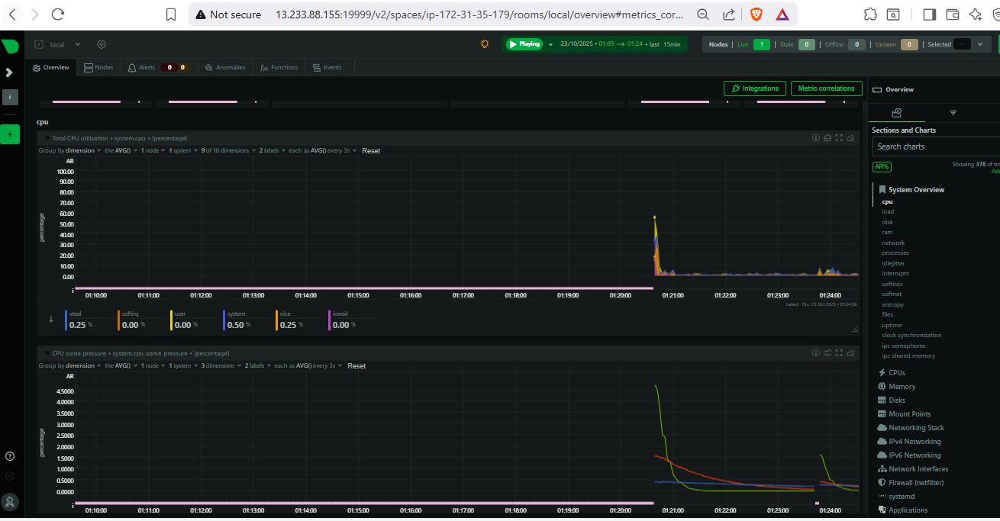 Not secure 13.233.88.155:19999/v2/spaces/ip-172-31-35-179/rooms/local/overview#metrics_cor...
local
Playing 23/10/2025 • 01:09 → 01:24 • last 15min
Nodes | Live 1 | Stale 0 | Offline 0 | Unseen 0 | Selected --
Overview Nodes Alerts 0 0 Anomalies f(x) Functions Events
Integrations Metric correlations
cpu
Total CPU utilization • system.cpu • [percentage]
Group by dimension the AVG() 1 node 1 system 9 of 10 dimensions 2 labels each as AVG() every 3s Reset
AR
100.00
90.00
80.00
70.00
60.00
50.00
40.00
30.00
20.00
10.00
0.00
percentage
i
01:10:00 01:11:00 01:12:00 01:13:00 01:14:00 01:15:00 01:16:00 01:17:00 01:18:00 01:19:00 01:20:00 01:21:00 01:22:00 01:23:00 01:24:00
Latest: Thu, 23 Oct 2025 • 01:24:36
steal softirq user system nice iowait
0.25 % 0.00 % 0.00 % 0.50 % 0.25 % 0.00 %
CPU some pressure • system.cpu_some_pressure • [percentage]
Group by dimension the AVG() 1 node 1 system 3 dimensions 2 labels each as AVG() every 3s Reset
AR
4.5000
4.0000
3.5000
3.0000
2.5000
2.0000
1.5000
1.0000
0.5000
0.0000
percentage
i
01:10:00 01:11:00 01:12:00 01:13:00 01:14:00 01:15:00 01:16:00 01:17:00 01:18:00 01:19:00 01:20:00 01:21:00 01:22:00 01:23:00 01:24:00
Overview
Sections and Charts
Search charts
AR%
Showing 378 of
System Overview
cpu
load
disk
ram
network
processes
idlejitter
interrupts
softirqs
softnet
entropy
files
uptime
clock synchronization
ipc semaphores
ipc shared memory
CPUs
Memory
Disks
Mount Points
Networking Stack
IPv4 Networking
IPv6 Networking
Network Interfaces
Firewall (netfilter)
systemd
Applications